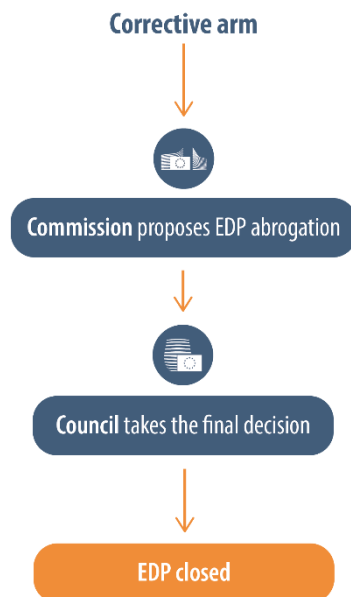 Corrective arm
Commission proposes EDP abrogation
Council takes the final decision
EDP closed